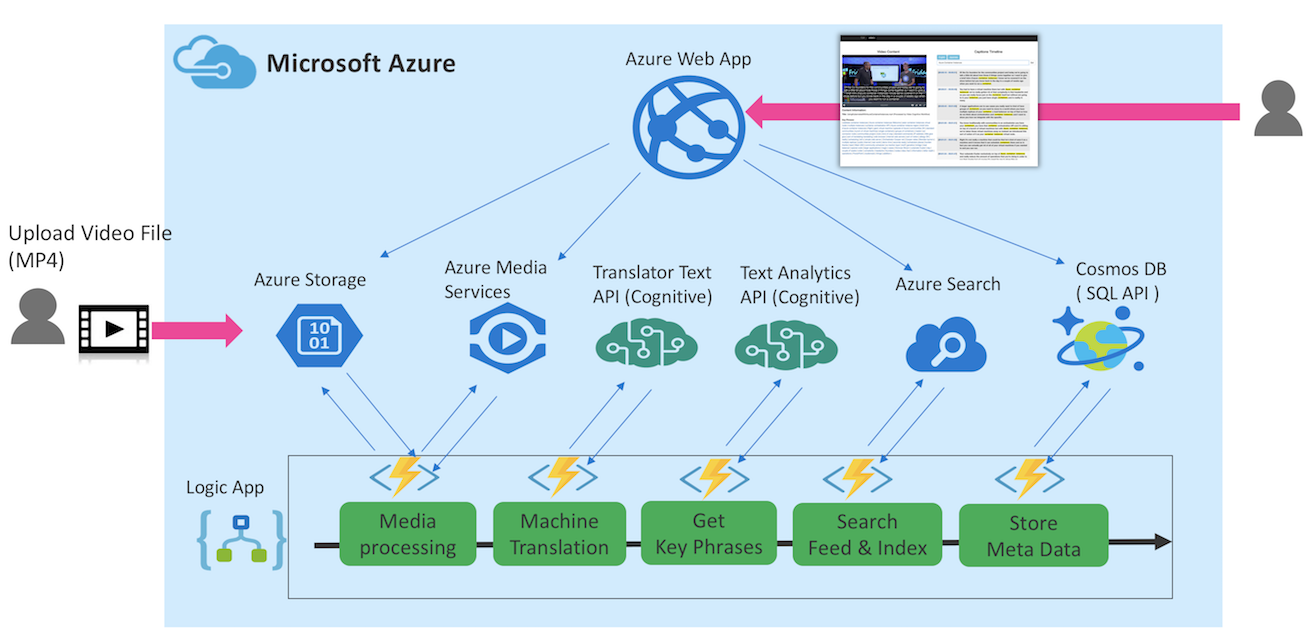 Microsoft Azure
Azure Web App
Video Content
Captions Timeline
Upload Video File
(MP4)
Azure Storage
Azure Media
Services
Translator Text
API (Cognitive)
Text Analytics
API (Cognitive)
Azure Search
Cosmos DB
( SQL API )
10
01
Logic App
Media
processing
Machine
Translation
Get
Key Phrases
Search
Feed & Index
Store
Meta Data